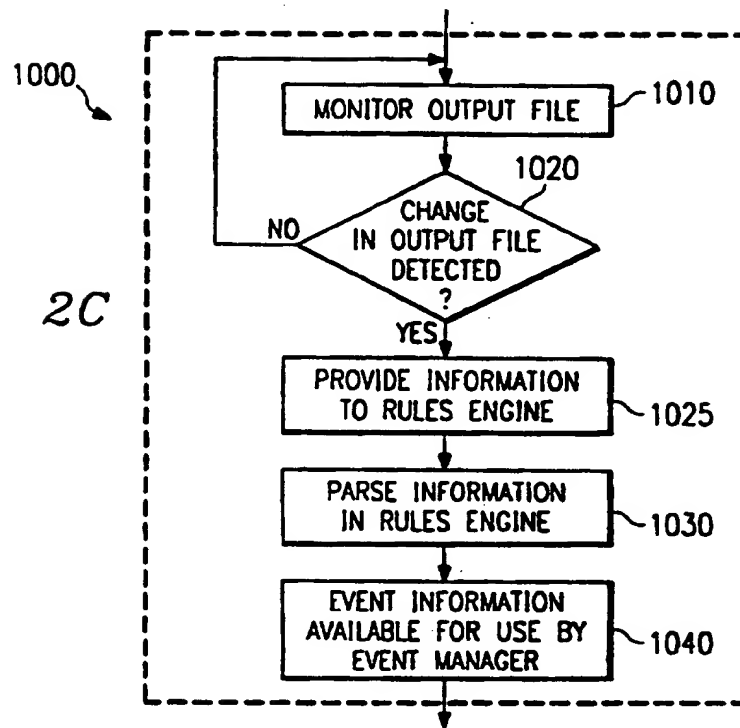 1000
MONITOR OUTPUT FILE
1010
1020
CHANGE
IN OUTPUT FILE
DETECTED
?
NO
2C
YES
PROVIDE INFORMATION
TO RULES ENGINE
1025
PARSE INFORMATION
IN RULES ENGINE
1030
EVENT INFORMATION
AVAILABLE FOR USE BY
EVENT MANAGER
1040